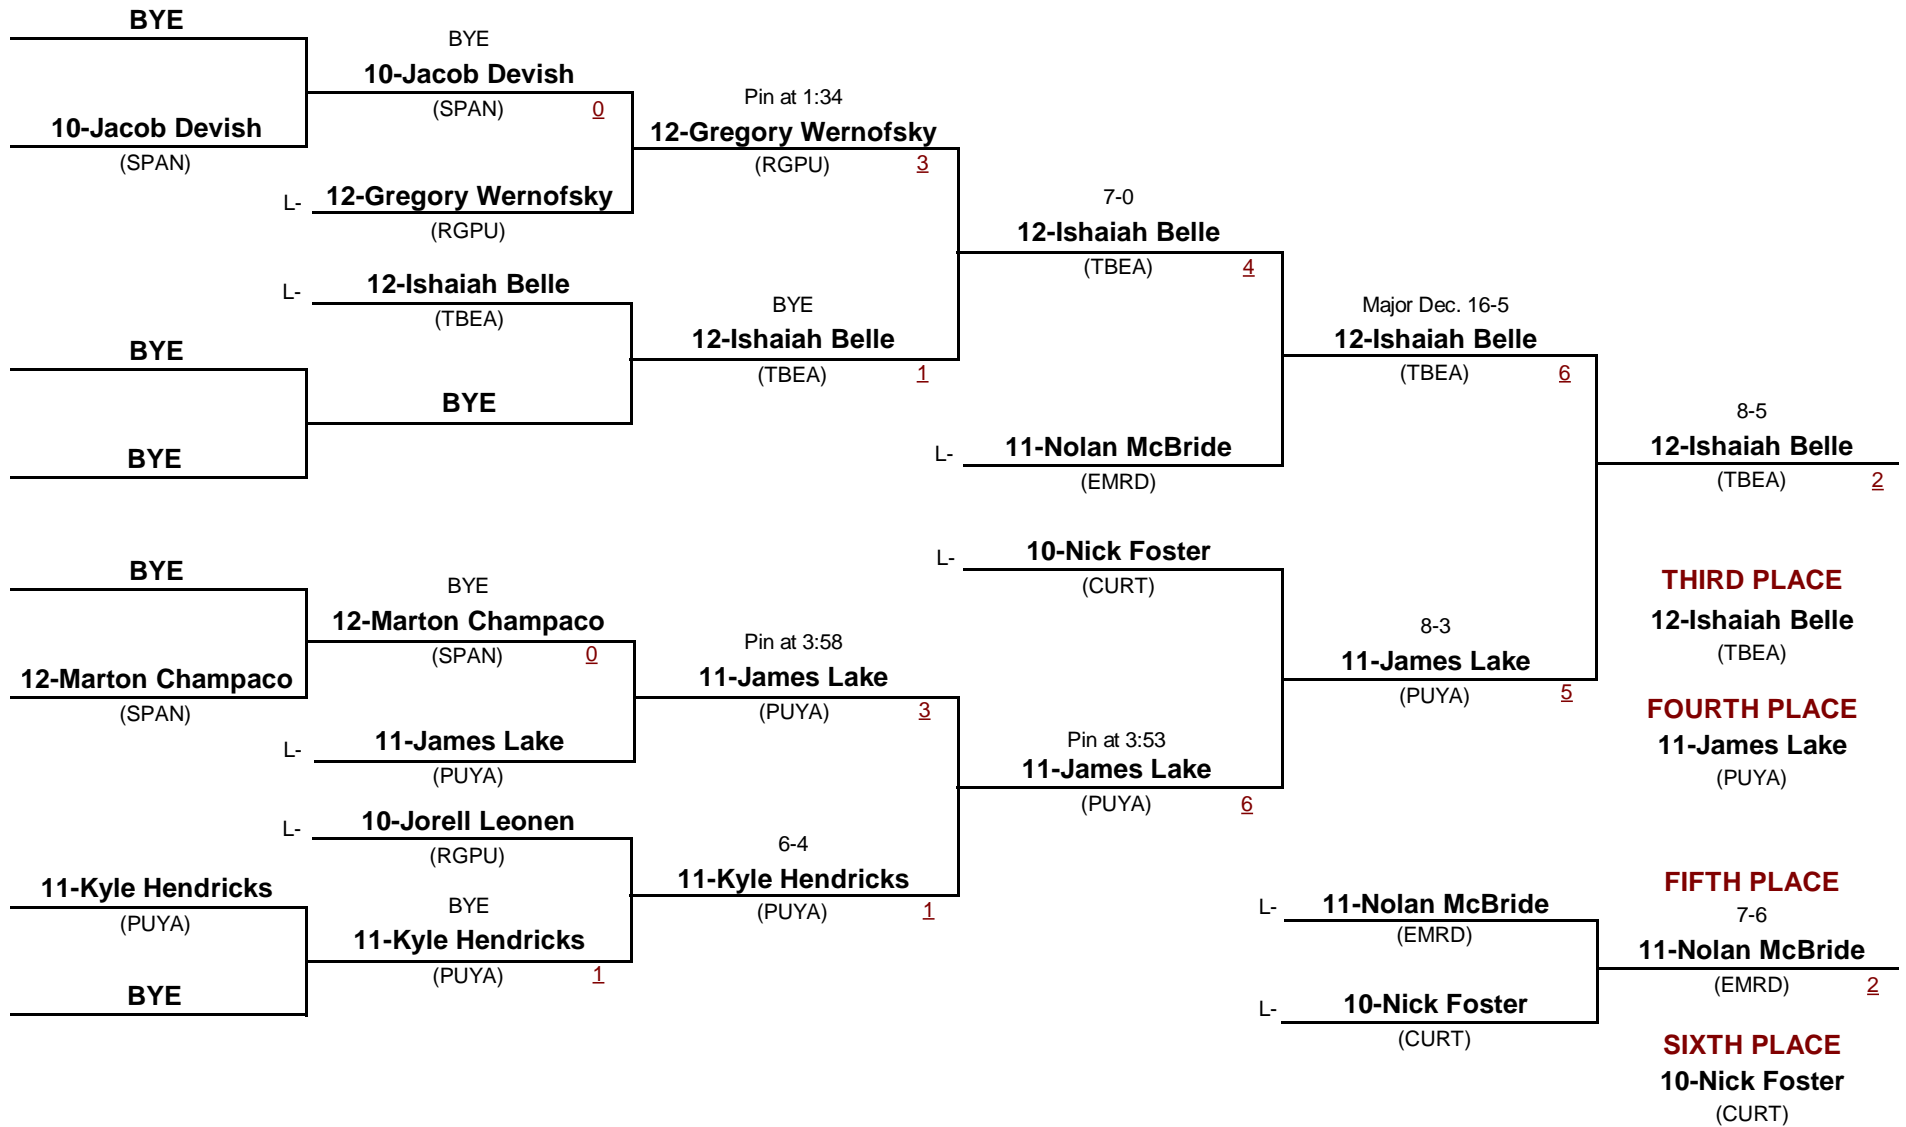 BYE
10-Jacob Devish
(SPAN)
BYE
BYE
BYE
12-Marton Champaco
(SPAN)
11-Kyle Hendricks
(PUYA)
BYE
BYE
10-Jacob Devish
(SPAN) 0
L- 12-Gregory Wernofsky
(RGPU)
L- 12-Ishaiah Belle
(TBEA)
BYE
BYE
12-Marton Champaco
(SPAN) 0
L- 11-James Lake
(PUYA)
L- 10-Jorell Leonen
(RGPU)
BYE
11-Kyle Hendricks
(PUYA) 1
Pin at 1:34
12-Gregory Wernofsky
(RGPU) 3
BYE
12-Ishaiah Belle
(TBEA) 1
Pin at 3:58
11-James Lake
(PUYA) 3
6-4
11-Kyle Hendricks
(PUYA) 1
7-0
12-Ishaiah Belle
(TBEA) 4
L- 11-Nolan McBride
(EMRD)
L- 10-Nick Foster
(CURT)
Pin at 3:53
11-James Lake
(PUYA) 6
Major Dec. 16-5
12-Ishaiah Belle
(TBEA) 6
8-3
11-James Lake
(PUYA) 5
L- 11-Nolan McBride
(EMRD)
L- 10-Nick Foster
(CURT)
8-5
12-Ishaiah Belle
(TBEA) 2
THIRD PLACE
12-Ishaiah Belle
(TBEA)
FOURTH PLACE
11-James Lake
(PUYA)
FIFTH PLACE
7-6
11-Nolan McBride
(EMRD) 2
SIXTH PLACE
10-Nick Foster
(CURT)